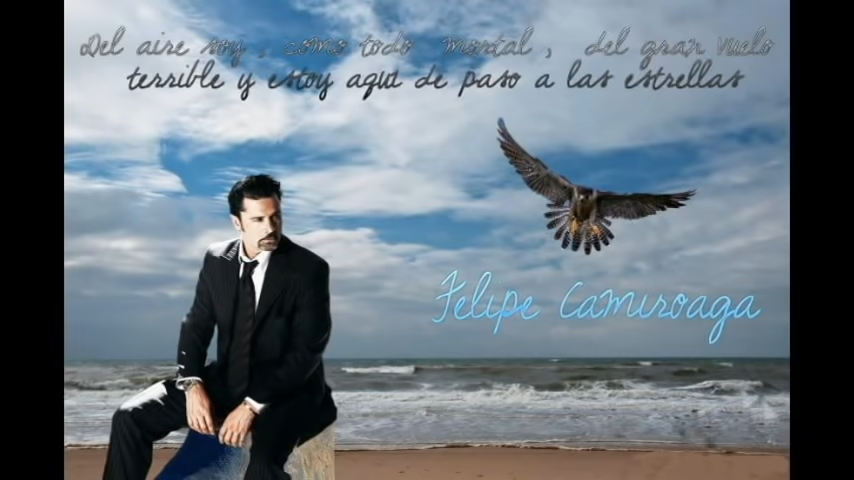 Del aire soy , como todo mortal , del gran vuelo
terrible y estoy aquí de paso a las estrellas
Felipe Camiroaga